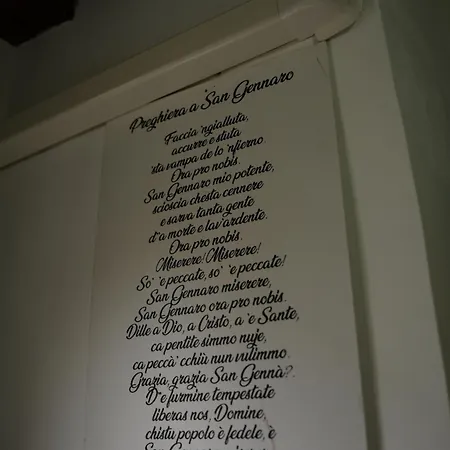 Preghiera a 'San Gennaro
Faccia 'ngialluta,
accurre e stuta
'sta vampa de lo 'nfierno.
Ora pro nobis.
San Gennaro mio potente,
scioscia chesta cennere
e sarva tanta gente
d''a morte e lav'ardente.
Ora pro nobis.
Miserere! Miserere!
So' 'e peccate, so' 'e peccate!
San Gennaro miserere,
San Gennaro ora pro nobis.
Dille a Dio, a Cristo, a 'e Sante,
ca pentite simmo nuje,
ca peccà' cchiù nun vulimmo.
Grazia, grazia San Gennà?
D''e furmine tempestate
liberas nos, Domine,
chistu popolo è fedele, è